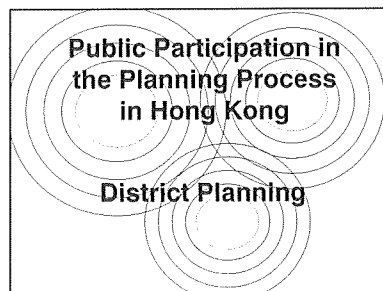 Public Participation in
the Planning Process
in Hong Kong
District Planning